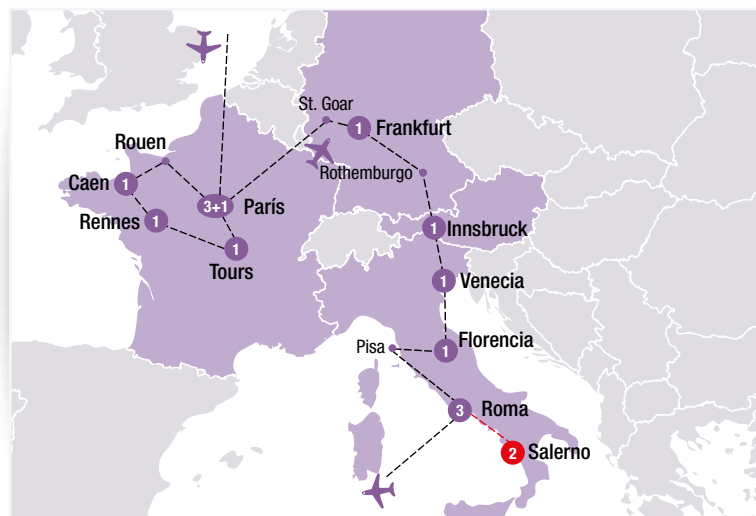 St. Goar
1
Frankfurt
Rouen
Rothemburgo
Caen
1
3+1
París
Rennes
1
1
Innsbruck
1
Tours
1
Venecia
1
Florencia
Pisa
3
Roma
2
Salerno